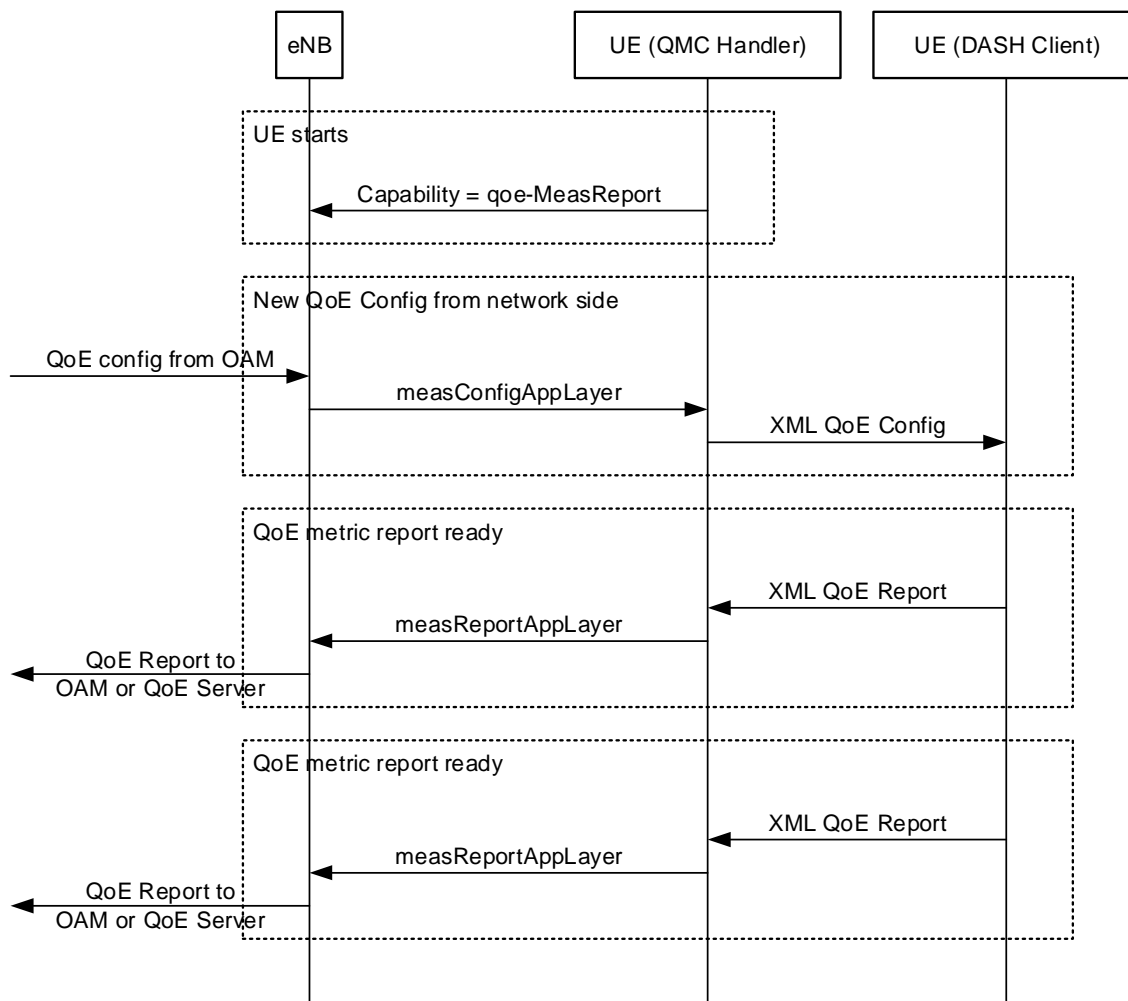 eNB
UE (QMC Handler)
UE (DASH Client)
UE starts
Capability = qoe-MeasReport
New QoE Config from network side
QoE config from OAM
measConfigAppLayer
XML QoE Config
QoE metric report ready
XML QoE Report
measReportAppLayer
QoE Report to
OAM or QoE Server
QoE metric report ready
XML QoE Report
measReportAppLayer
QoE Report to
OAM or QoE Server